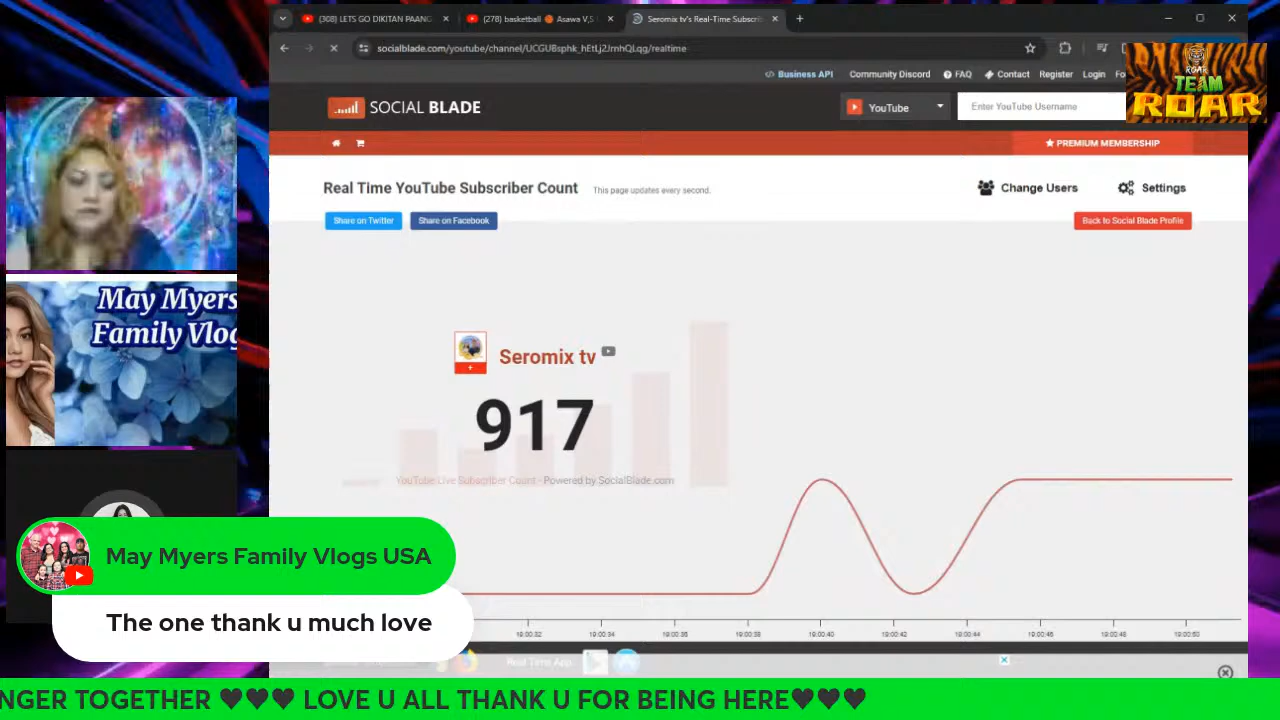 (368) LETS GO DIKITAN PAANG
(278) basketball 🏀 Asawa V,S
Seromix tv's Real-Time Subscrib
socialblade.com/youtube/channel/UCGUBsphk_hEtLj2JrnhQLqg/realtime
Business API
Community Discord
FAQ
Contact
Register
Login
ROAR
TEAM
ROAR
SOCIAL BLADE
YouTube
Enter YouTube Username
PREMIUM MEMBERSHIP
Real Time YouTube Subscriber Count
This page updates every second.
Change Users
Settings
Share on Twitter
Share on Facebook
Back to Social Blade Profile
May Myers
Family Vlog
Seromix tv
917
YouTube Live Subscriber Count - Powered by SocialBlade.com
May Myers Family Vlogs USA
The one thank u much love
19:00:32 19:00:34 19:00:36 19:00:38 19:00:40 19:00:42 19:00:44 19:00:46 19:00:48 19:00:50
Real Time App
NGER TOGETHER ♥♥♥ LOVE U ALL THANK U FOR BEING HERE♥♥♥